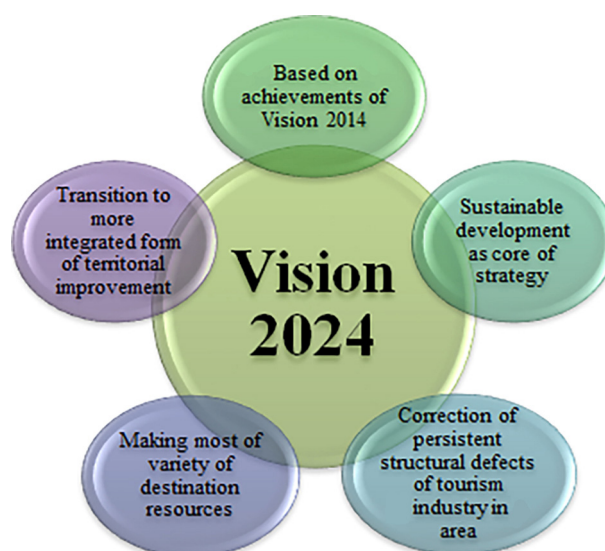 Based on
achievements of
Vision 2014
Transition to
more
integrated form
of territorial
improvement
Sustainable
development
as core of
strategy
Vision
2024
Making most of
variety of
destination
resources
Correction of
persistent
structural defects
of tourism
industry in
area